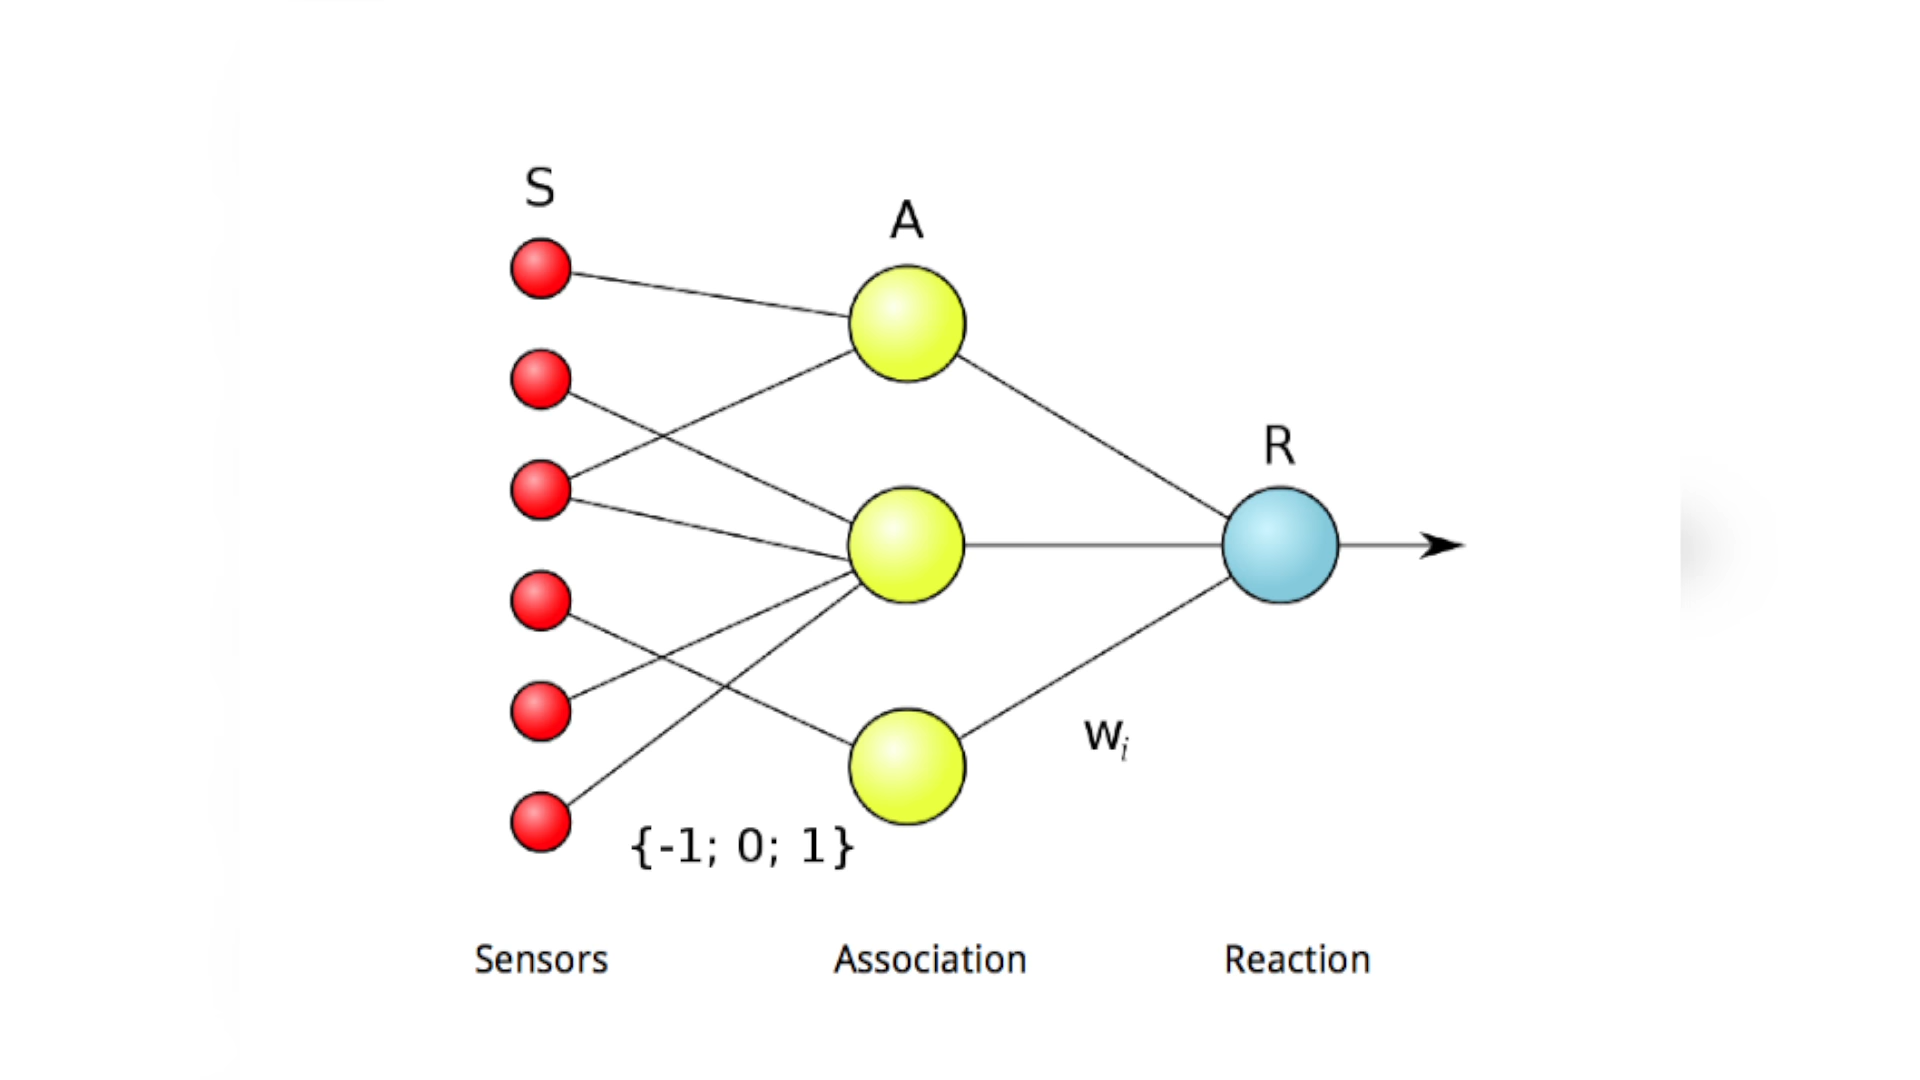 S
A
R
w_i
{-1; 0; 1}
Sensors
Association
Reaction